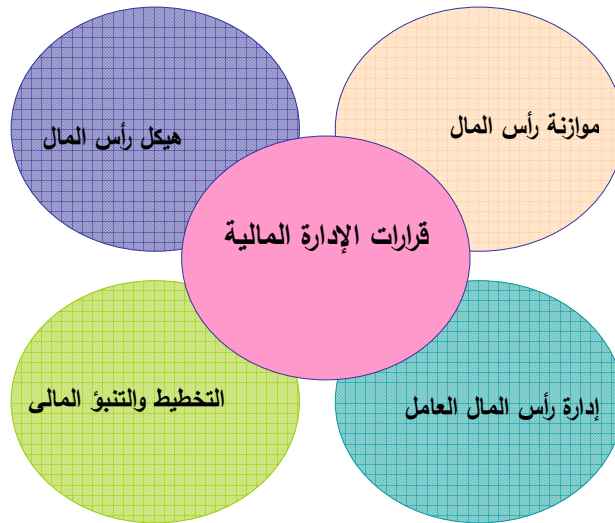 موازنة رأس المال
هيكل رأس المال
قرارات الإدارة المالية
إدارة رأس المال العامل
التخطيط والتنبؤ المالى